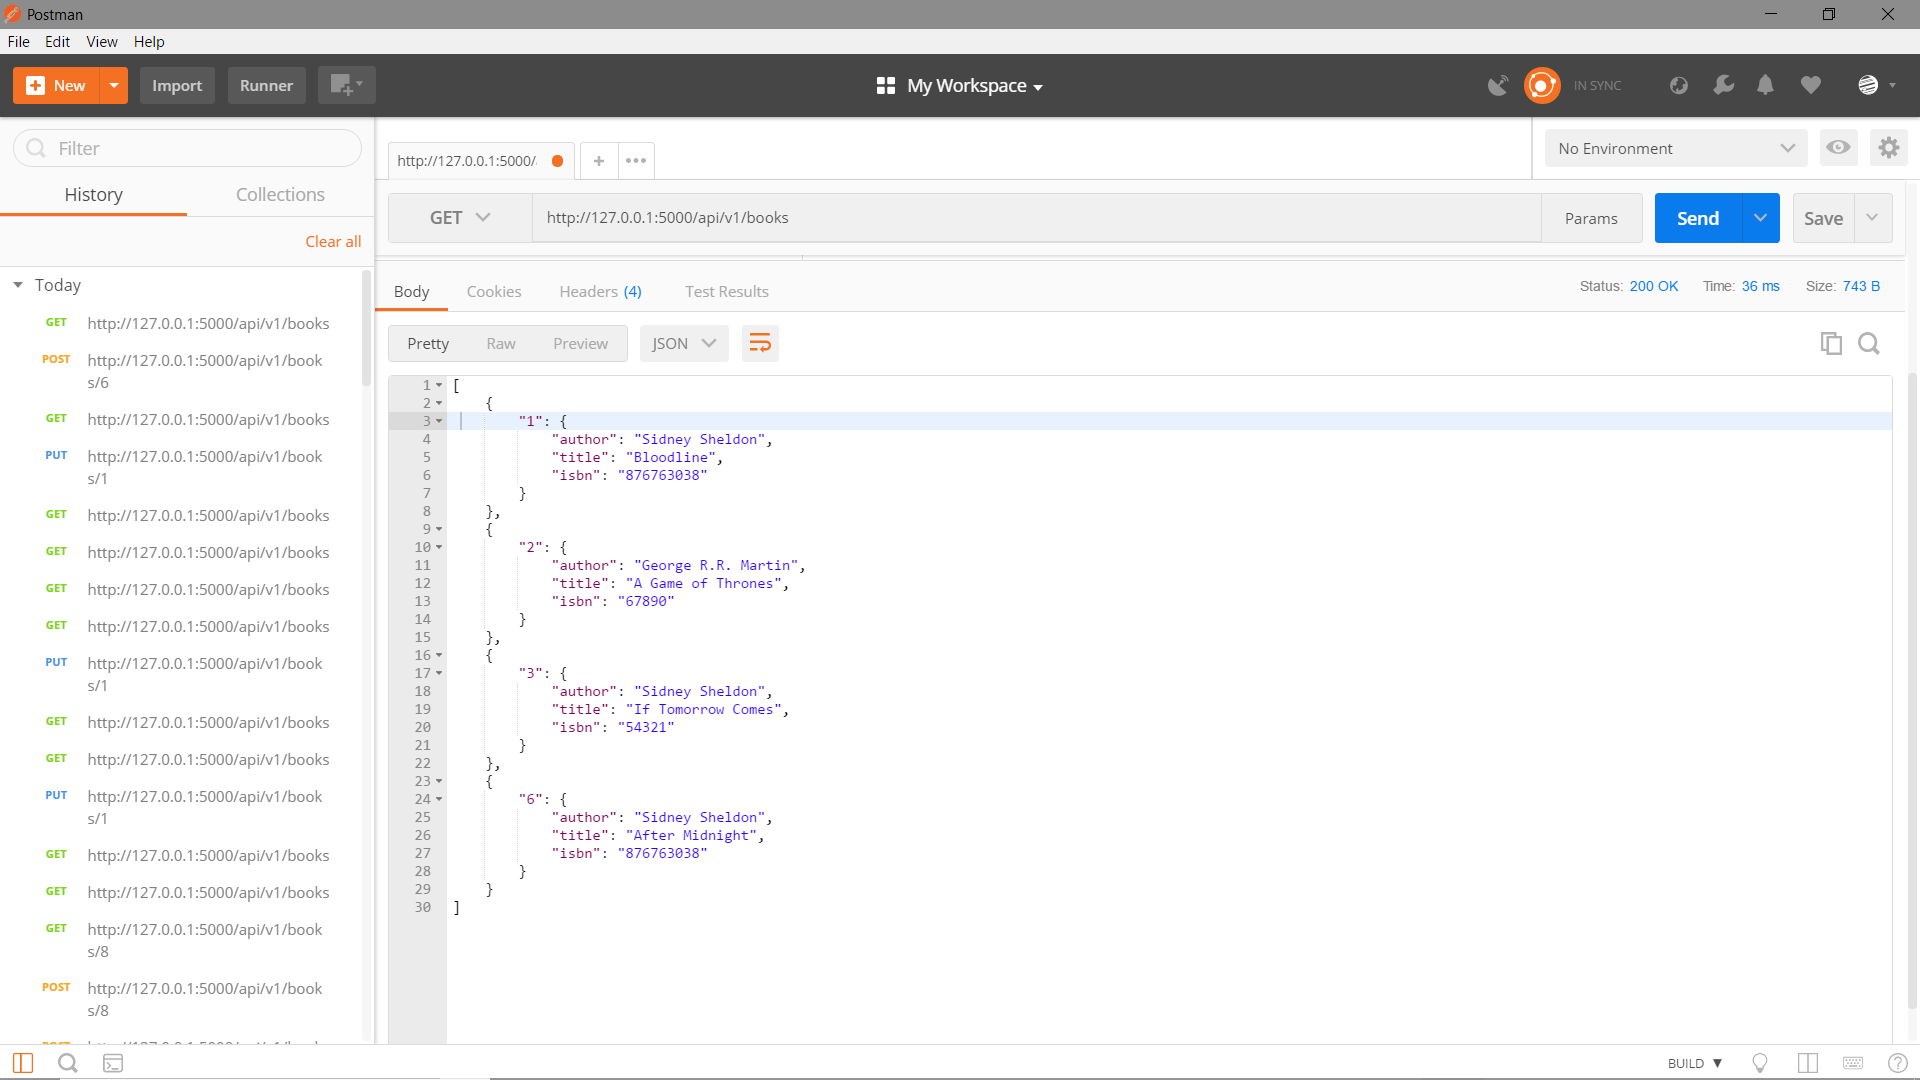 Postman
File Edit View Help
New Import Runner My Workspace IN SYNC
Filter
History Collections
Clear all
Today
GET http://127.0.0.1:5000/api/v1/books
POST http://127.0.0.1:5000/api/v1/book
s/6
GET http://127.0.0.1:5000/api/v1/books
PUT http://127.0.0.1:5000/api/v1/book
s/1
GET http://127.0.0.1:5000/api/v1/books
GET http://127.0.0.1:5000/api/v1/books
GET http://127.0.0.1:5000/api/v1/books
GET http://127.0.0.1:5000/api/v1/books
PUT http://127.0.0.1:5000/api/v1/book
s/1
GET http://127.0.0.1:5000/api/v1/books
GET http://127.0.0.1:5000/api/v1/books
PUT http://127.0.0.1:5000/api/v1/book
s/1
GET http://127.0.0.1:5000/api/v1/books
GET http://127.0.0.1:5000/api/v1/books
GET http://127.0.0.1:5000/api/v1/book
s/8
POST http://127.0.0.1:5000/api/v1/book
s/8
http://127.0.0.1:5000/
No Environment
GET http://127.0.0.1:5000/api/v1/books Params Send Save
Body Cookies Headers (4) Test Results Status: 200 OK Time: 36 ms Size: 743 B
Pretty Raw Preview JSON
1 [
2 {
3 "1": {
4 "author": "Sidney Sheldon",
5 "title": "Bloodline",
6 "isbn": "876763038"
7 }
8 },
9 {
10 "2": {
11 "author": "George R.R. Martin",
12 "title": "A Game of Thrones",
13 "isbn": "67890"
14 }
15 },
16 {
17 "3": {
18 "author": "Sidney Sheldon",
19 "title": "If Tomorrow Comes",
20 "isbn": "54321"
21 }
22 },
23 {
24 "6": {
25 "author": "Sidney Sheldon",
26 "title": "After Midnight",
27 "isbn": "876763038"
28 }
29 }
30 ]
BUILD